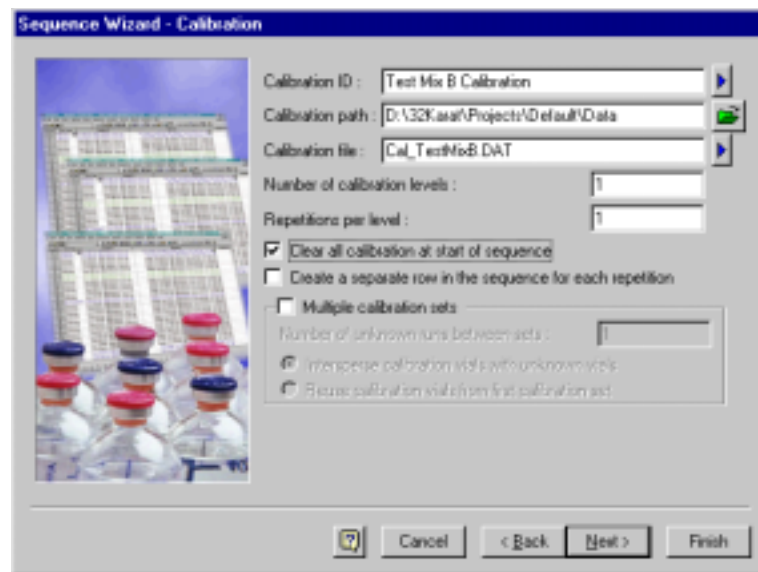 Sequence Wizard - Calibration
Calibration ID : Test Mix B Calibration
Calibration path : D:\32Karat\Projects\Default\Data
Calibration file : Cal_TestMixB.DAT
Number of calibration levels : 1
Repetitions per level : 1
Clear all calibration at start of sequence
Create a separate row in the sequence for each repetition
Multiple calibration sets
Number of unknown runs between sets : 1
Intersperse calibration vials with unknown vials
Reuse calibration vials from first calibration set
Cancel < Back Next > Finish